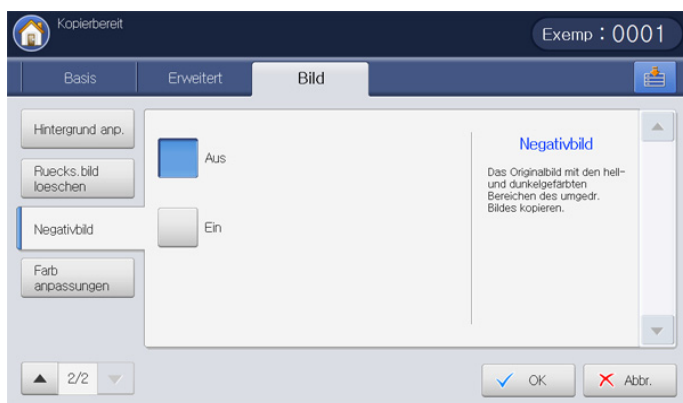 Kopierbereit
Exemp : 0001
Basis
Erweitert
Bild
Hintergrund anp.
Ruecks.bild
loeschen
Negativbild
Farb
anpassungen
2/2
Aus
Ein
Negativbild
Das Originalbild mit den hell-
und dunkelgefärbten
Bereichen des umgedr.
Bildes kopieren.
OK
Abbr.